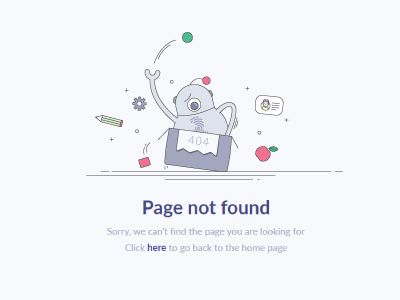 404
Page not found
Sorry, we can't find the page you are looking for
Click here to go back to the home page